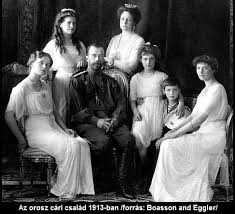 Az orosz cári család 1913-ban /forrás: Boasson and Eggler/